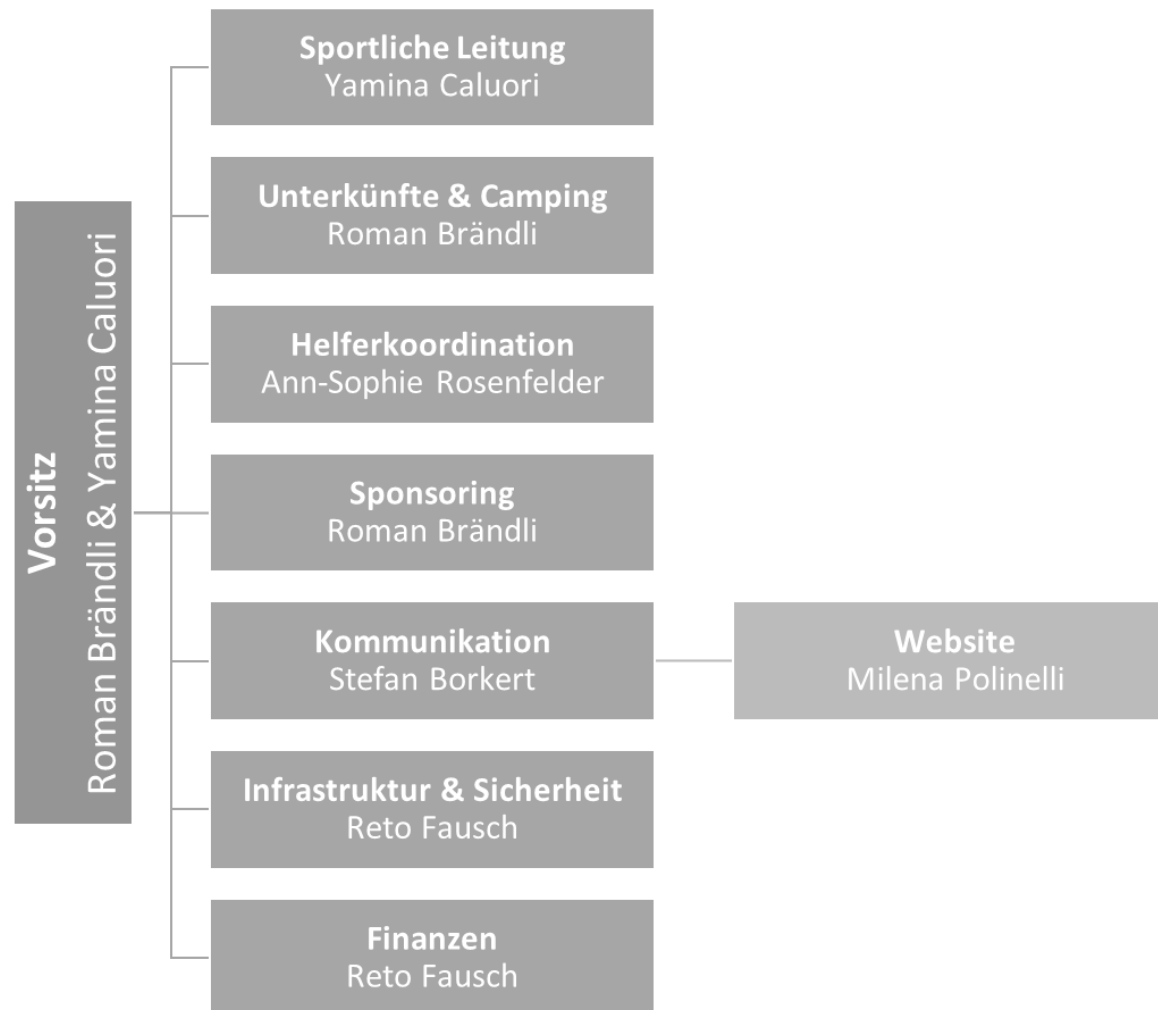 Vorsitz
Roman Brändli & Yamina Caluori
Sportliche Leitung
Yamina Caluori
Unterkünfte & Camping
Roman Brändli
Helferkoordination
Ann-Sophie Rosenfelder
Sponsoring
Roman Brändli
Kommunikation
Stefan Borkert
Website
Milena Polinelli
Infrastruktur & Sicherheit
Reto Fausch
Finanzen
Reto Fausch